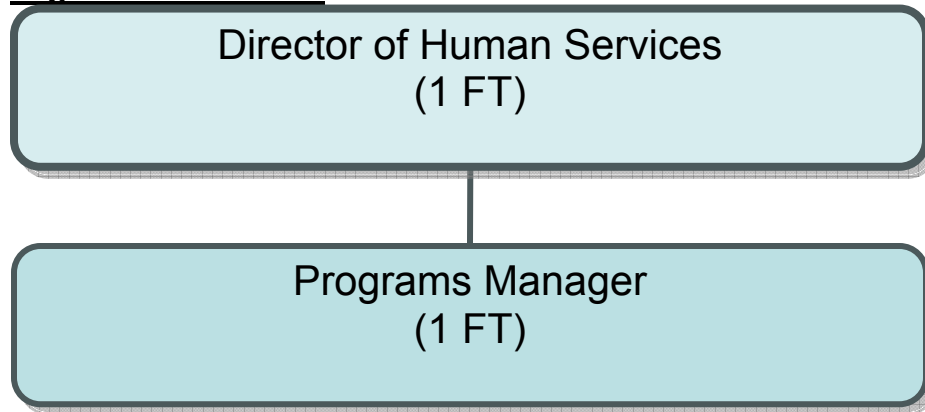 Director of Human Services
(1 FT)
Programs Manager
(1 FT)